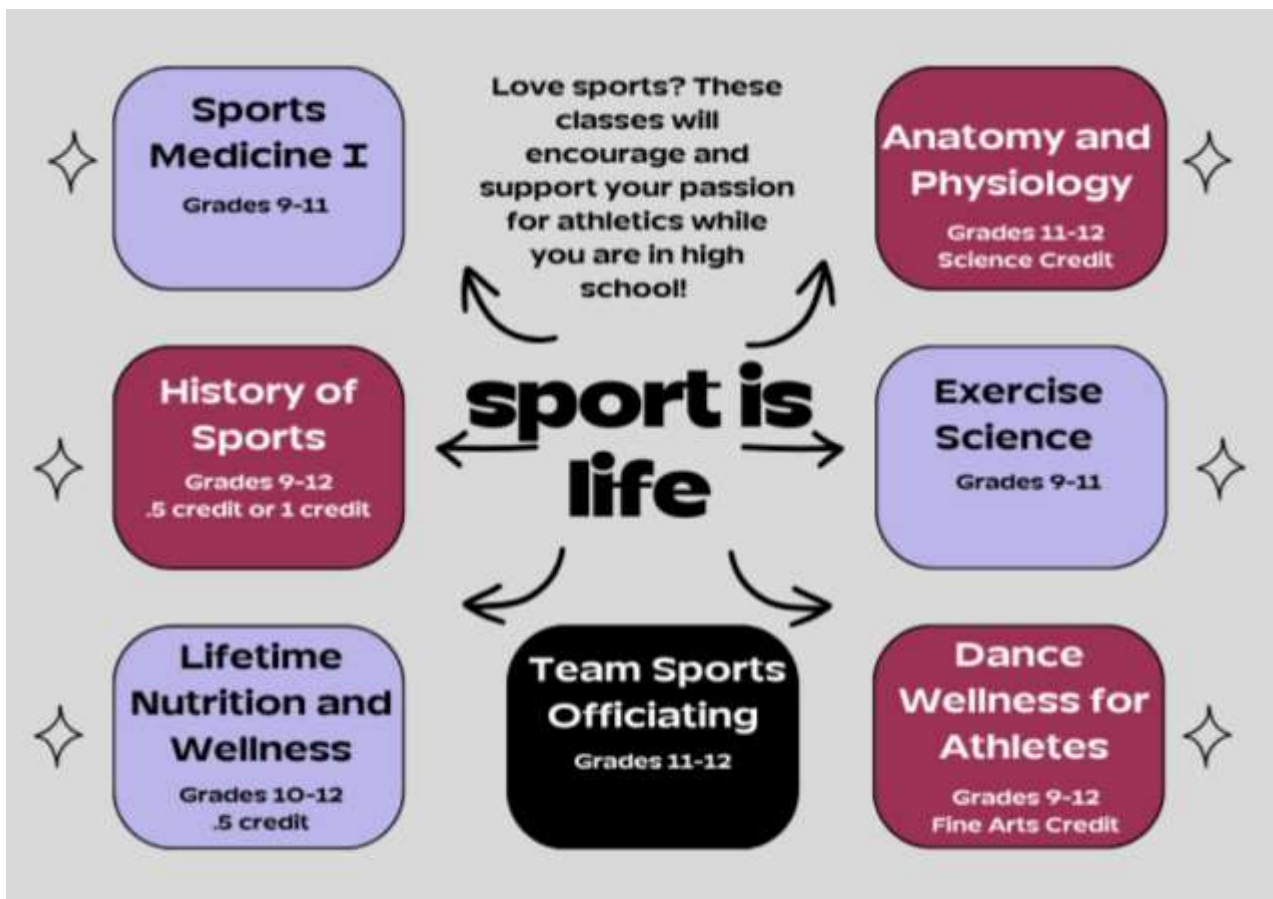 Sports
Medicine I
Grades 9-11
Love sports? These
classes will
encourage and
support your passion
for athletics while
you are in high
school!
Anatomy and
Physiology
Grades 11-12
Science Credit
History of
Sports
Grades 9-12
.5 credit or 1 credit
sport is
life
Exercise
Science
Grades 9-11
Lifetime
Nutrition and
Wellness
Grades 10-12
.5 credit
Team Sports
Officiating
Grades 11-12
Dance
Wellness for
Athletes
Grades 9-12
Fine Arts Credit